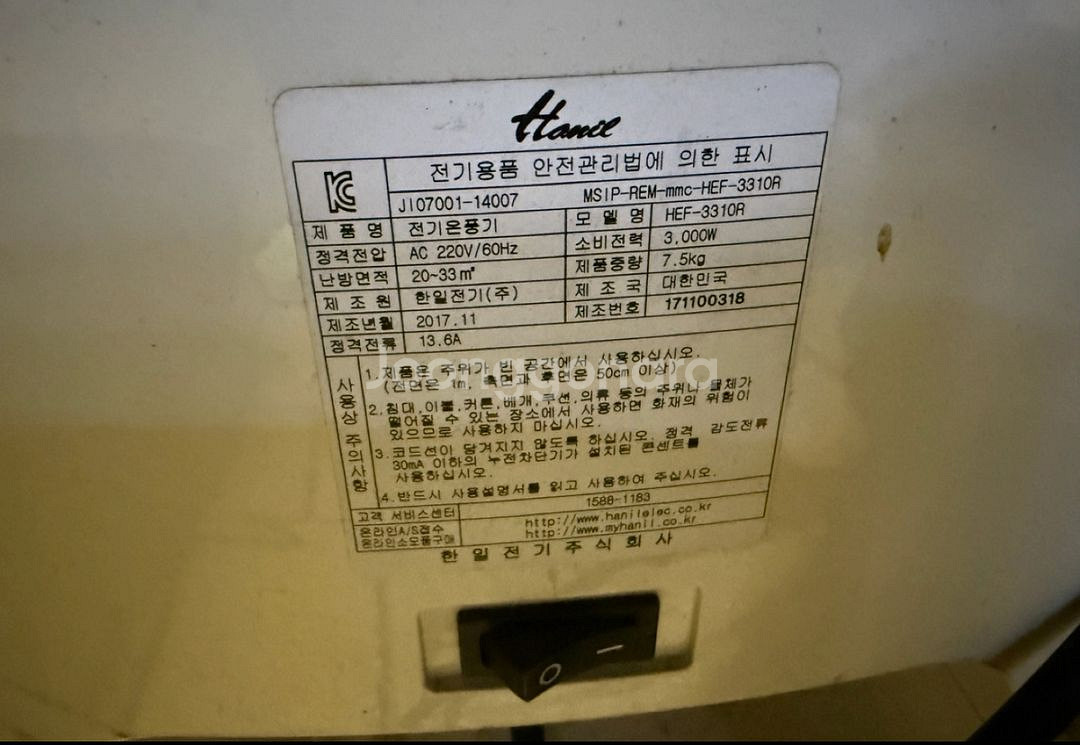 Hanil
전기용품 안전관리법에 의한 표시
JI07001-14007 MSIP-REM-mmc-HEF-3310R
제품명 전기온풍기 모델명 HEF-3310R
정격전압 AC 220V/60Hz 소비전력 3,000W
난방면적 20~33㎡ 제품중량 7.5kg
제조원 한일전기(주) 제조국 대한민국
제조년월 2017.11 제조번호 171100318
정격전류 13.6A
사용상 주의사항
1.제품은 주위가 빈 공간에서 사용하십시오.
(전면은 1m, 측면과 후면은 50cm 이상)
2.침대,이불,커튼,베개,쿠션,의류 등의 주위나 물체가
떨어질 수 있는 장소에서 사용하면 화재의 위험이
있으므로 사용하지 마십시오.
3.코드선이 당겨지지 않도록 하십시오. 정격 감도전류
30mA 이하의 누전차단기가 설치된 콘센트를
사용하십시오.
4.반드시 사용설명서를 읽고 사용하여 주십시오.
고객 서비스센터 1588-1183
온라인A/S접수 http://www.hanilelec.co.kr
온라인소모품구매 http://www.myhanil.co.kr
한일전기주식회사
Joonggonara